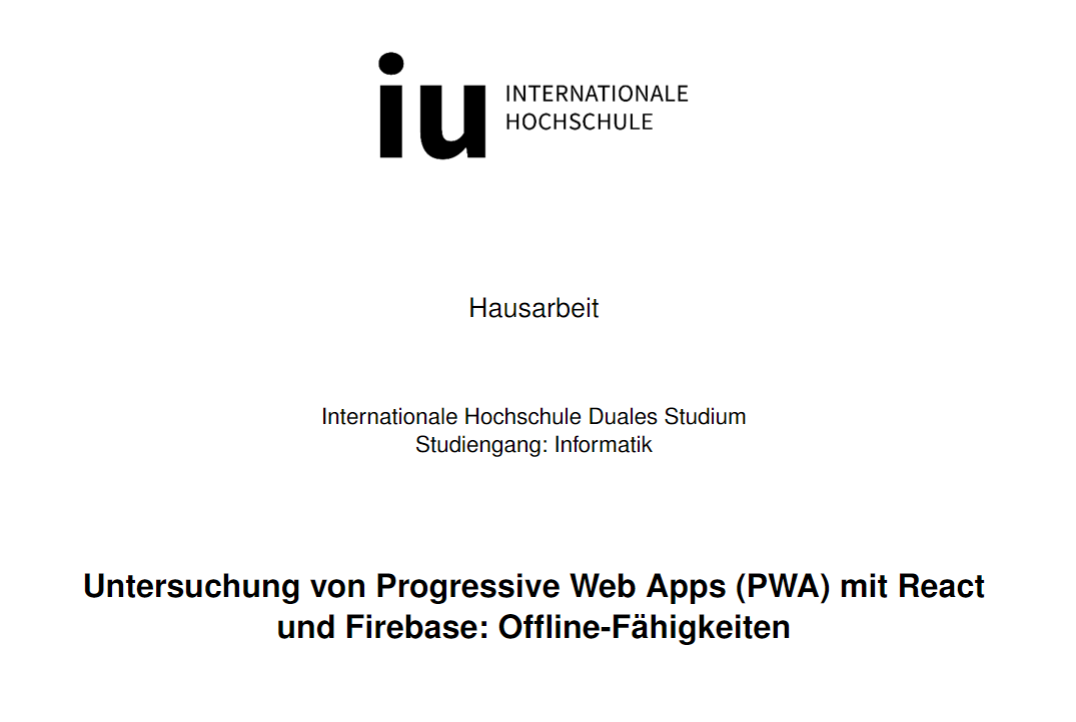 iu
INTERNATIONALE
HOCHSCHULE
Hausarbeit
Internationale Hochschule Duales Studium
Studiengang: Informatik
Untersuchung von Progressive Web Apps (PWA) mit React
und Firebase: Offline-Fähigkeiten